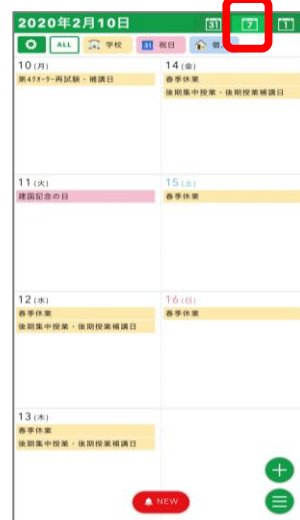 2020年2月10日
31 7 1
ALL 学校 31 祝日 個人
10(月)
第4クオーター再試験・補講日
14(金)
春季休業
後期集中授業・後期授業補講日
11(火)
建国記念の日
15(土)
春季休業
12(水)
春季休業
後期集中授業・後期授業補講日
16(日)
春季休業
13(木)
春季休業
後期集中授業・後期授業補講日
NEW